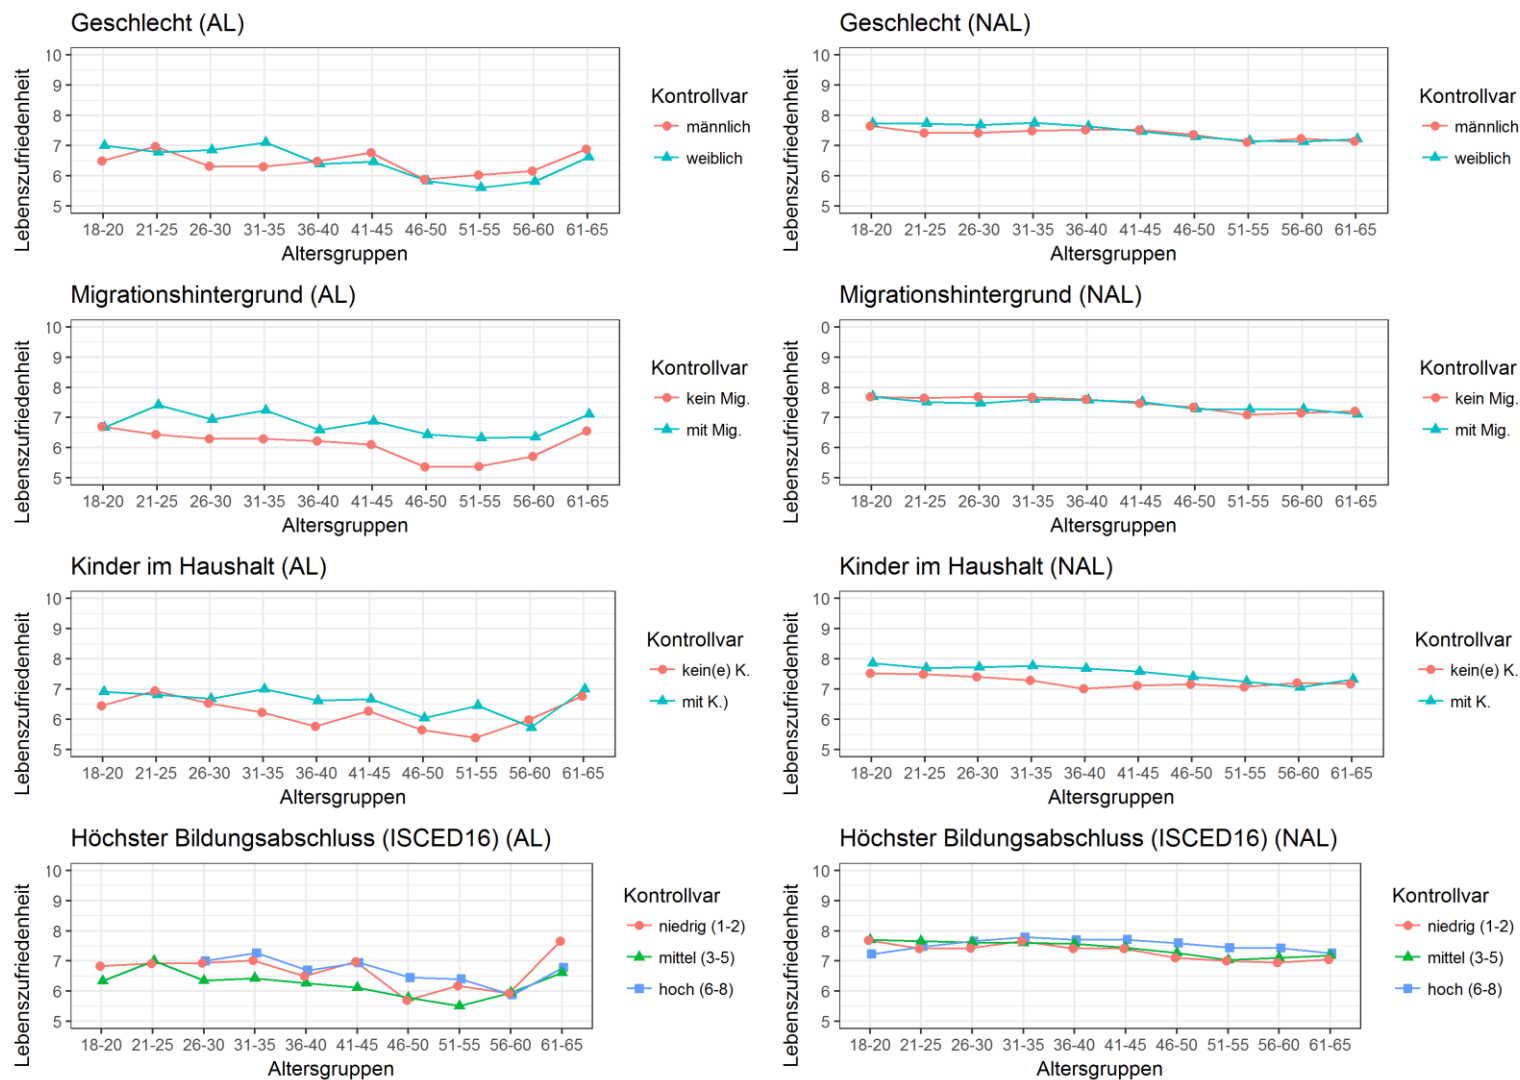 Geschlecht (AL)
Lebenszufriedenheit
10
9
8
7
6
5
18-20 21-25 26-30 31-35 36-40 41-45 46-50 51-55 56-60 61-65
Altersgruppen
Kontrollvar
männlich
weiblich
Geschlecht (NAL)
Lebenszufriedenheit
10
9
8
7
6
5
18-20 21-25 26-30 31-35 36-40 41-45 46-50 51-55 56-60 61-65
Altersgruppen
Kontrollvar
männlich
weiblich
Migrationshintergrund (AL)
Lebenszufriedenheit
10
9
8
7
6
5
18-20 21-25 26-30 31-35 36-40 41-45 46-50 51-55 56-60 61-65
Altersgruppen
Kontrollvar
kein Mig.
mit Mig.
Migrationshintergrund (NAL)
Lebenszufriedenheit
0
9
8
7
6
5
18-20 21-25 26-30 31-35 36-40 41-45 46-50 51-55 56-60 61-65
Altersgruppen
Kontrollvar
kein Mig.
mit Mig.
Kinder im Haushalt (AL)
Lebenszufriedenheit
10
9
8
7
6
5
18-20 21-25 26-30 31-35 36-40 41-45 46-50 51-55 56-60 61-65
Altersgruppen
Kontrollvar
kein(e) K.
mit K.)
Kinder im Haushalt (NAL)
Lebenszufriedenheit
10
9
8
7
6
5
18-20 21-25 26-30 31-35 36-40 41-45 46-50 51-55 56-60 61-65
Altersgruppen
Kontrollvar
kein(e) K.
mit K.
Höchster Bildungsabschluss (ISCED16) (AL)
Lebenszufriedenheit
10
9
8
7
6
5
18-20 21-25 26-30 31-35 36-40 41-45 46-50 51-55 56-60 61-65
Altersgruppen
Kontrollvar
niedrig (1-2)
mittel (3-5)
hoch (6-8)
Höchster Bildungsabschluss (ISCED16) (NAL)
Lebenszufriedenheit
10
9
8
7
6
5
18-20 21-25 26-30 31-35 36-40 41-45 46-50 51-55 56-60 61-65
Altersgruppen
Kontrollvar
niedrig (1-2)
mittel (3-5)
hoch (6-8)